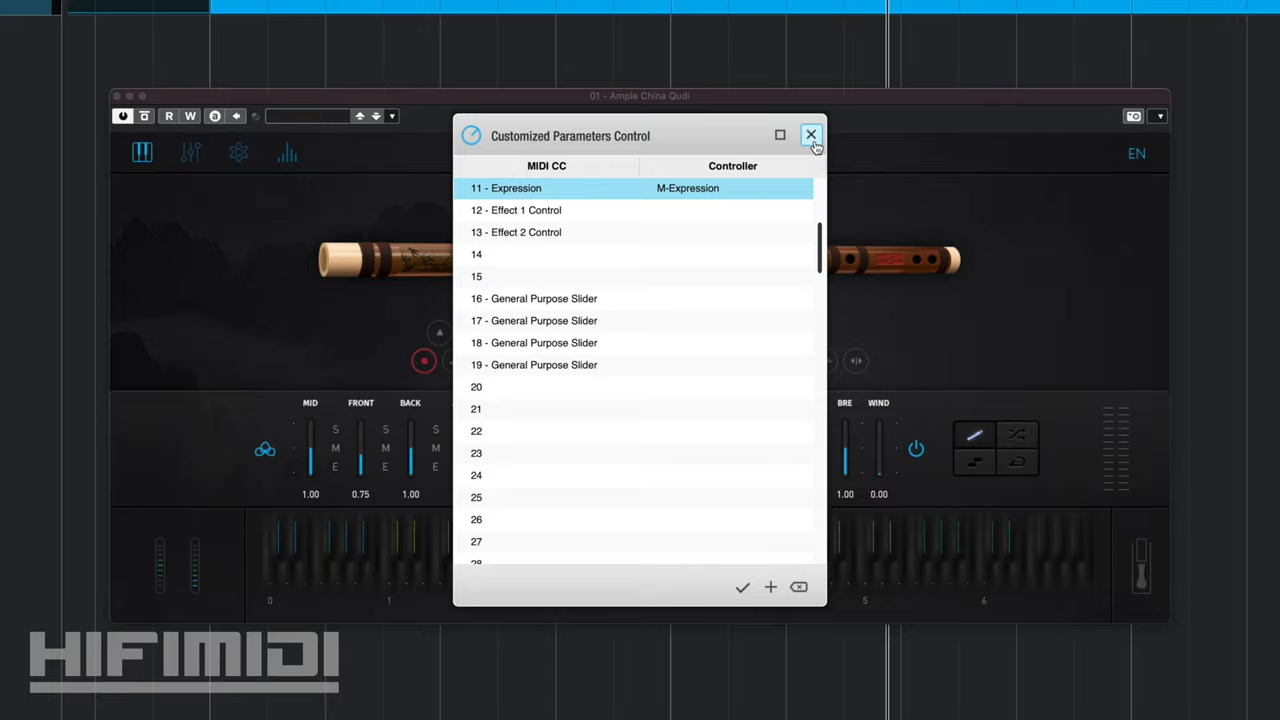 01 - Ample China Qudi
R W a
Customized Parameters Control
EN
MIDI CC Controller
11 - Expression M-Expression
12 - Effect 1 Control
13 - Effect 2 Control
14
15
16 - General Purpose Slider
17 - General Purpose Slider
18 - General Purpose Slider
19 - General Purpose Slider
20
21
22
23
24
25
26
27
28
MID FRONT BACK BRE WIND
S S S
M M M
E E E
1.00 0.75 1.00 1.00 0.00
0 1 5 6
HIFIMIDI